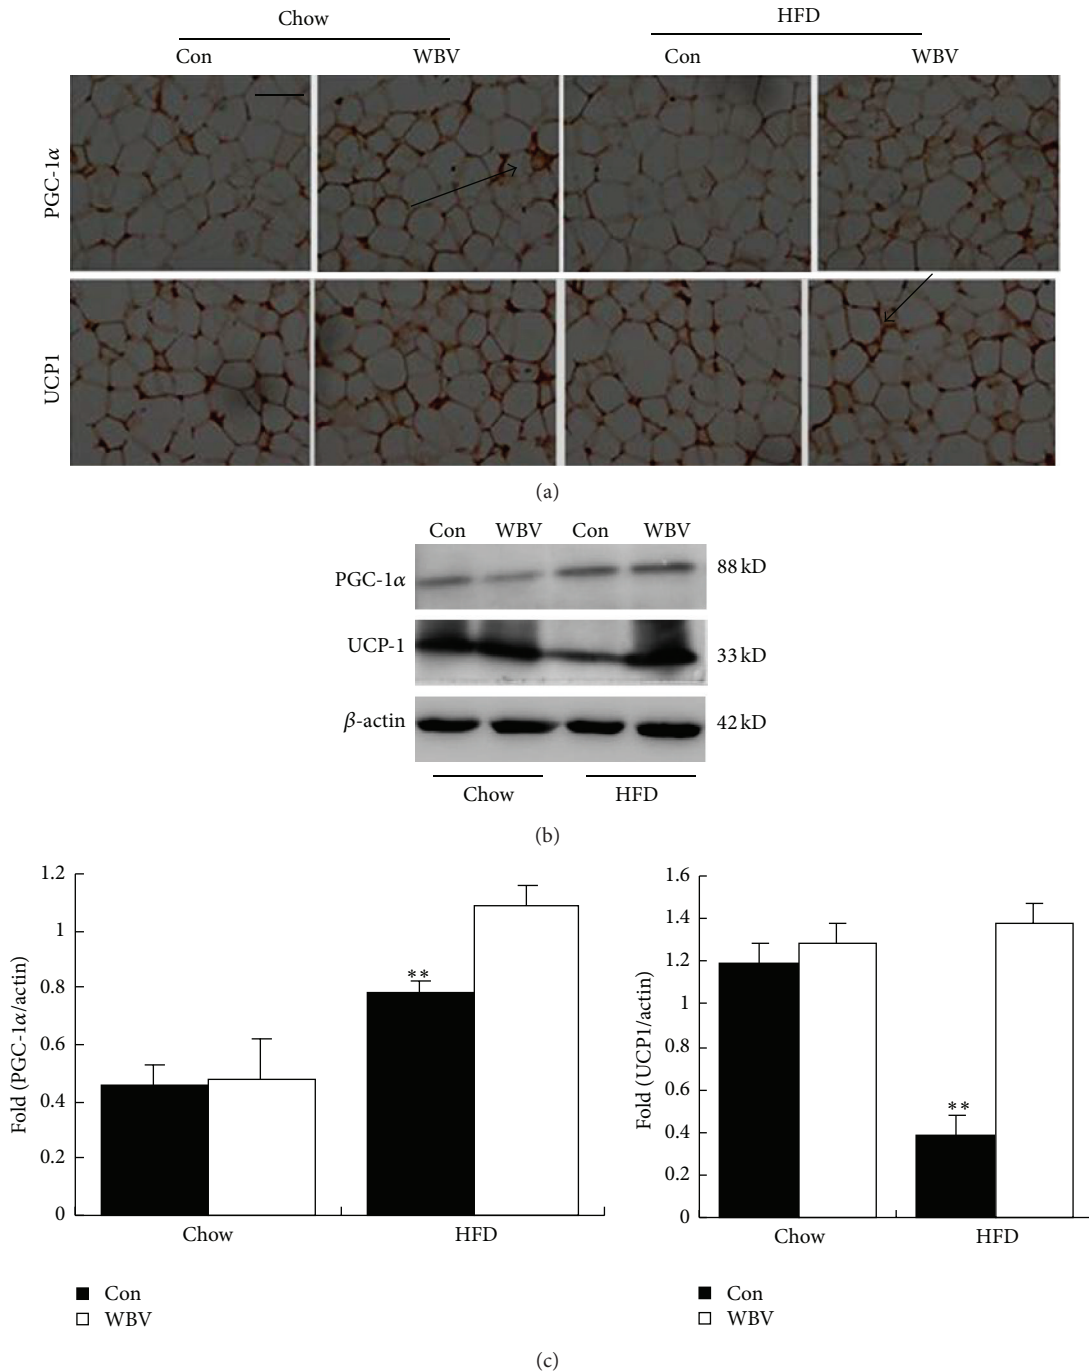 Chow HFD
Con WBV Con WBV
PGC-1α
UCP1
(a)
Con WBV Con WBV
PGC-1α 88 kD
UCP-1 33 kD
β-actin 42 kD
Chow HFD
(b)
Fold (PGC-1α/actin)
1.2
1
0.8
0.6
0.4
0.2
0
**
Chow HFD
Con
WBV
Fold (UCP1/actin)
1.6
1.4
1.2
1
0.8
0.6
0.4
0.2
0
**
Chow HFD
Con
WBV
(c)